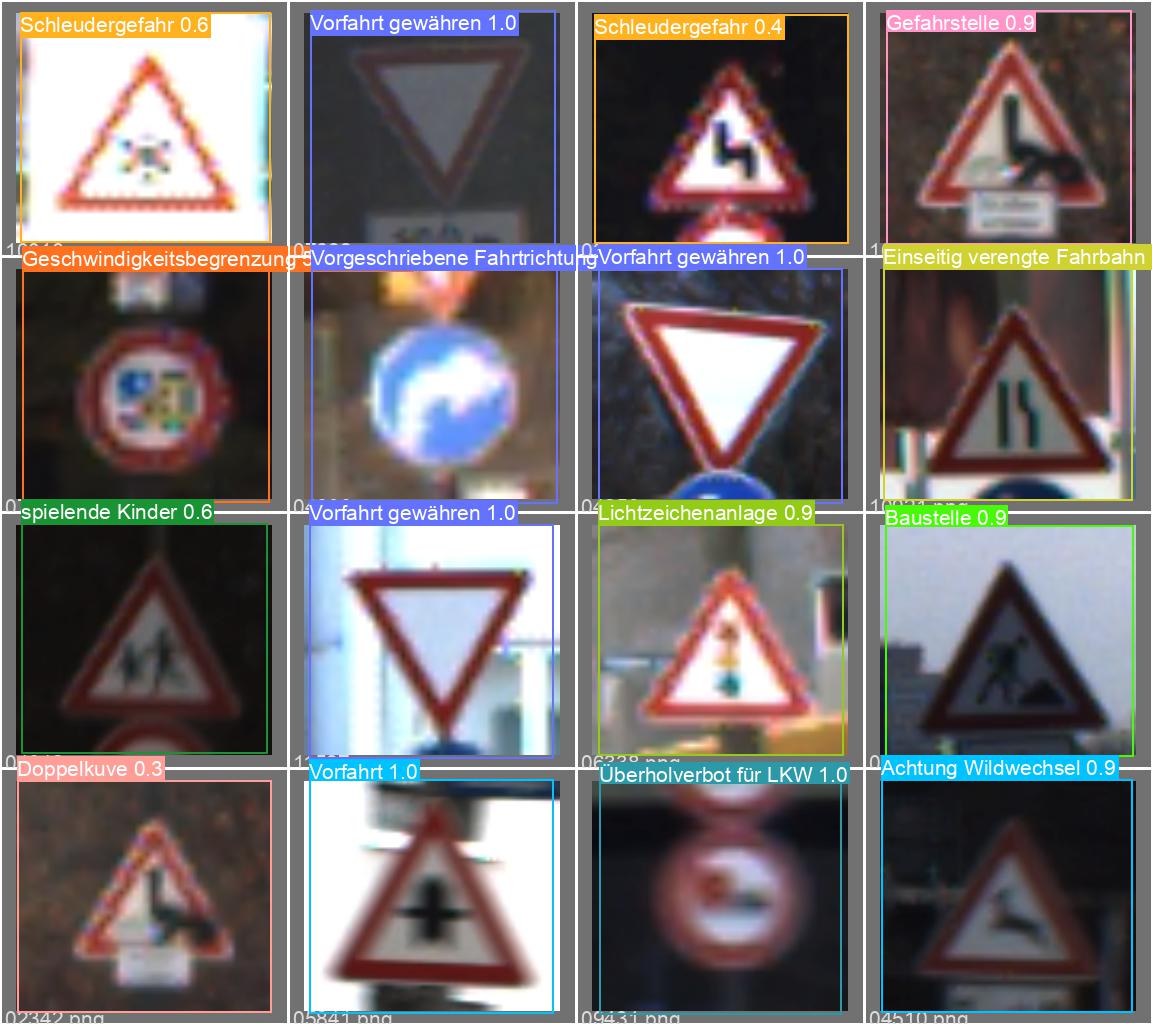 Schleudergefahr 0.6
Vorfahrt gewähren 1.0
Schleudergefahr 0.4
Gefahrstelle 0.9
Geschwindigkeitsbegrenzung
Vorgeschriebene Fahrtrichtung
Vorfahrt gewähren 1.0
Einseitig verengte Fahrbahn
spielende Kinder 0.6
Vorfahrt gewähren 1.0
Lichtzeichenanlage 0.9
Baustelle 0.9
Doppelkuve 0.3
Vorfahrt 1.0
Überholverbot für LKW 1.0
Achtung Wildwechsel 0.9
02342.png
05841.png
09431.png
04510.png